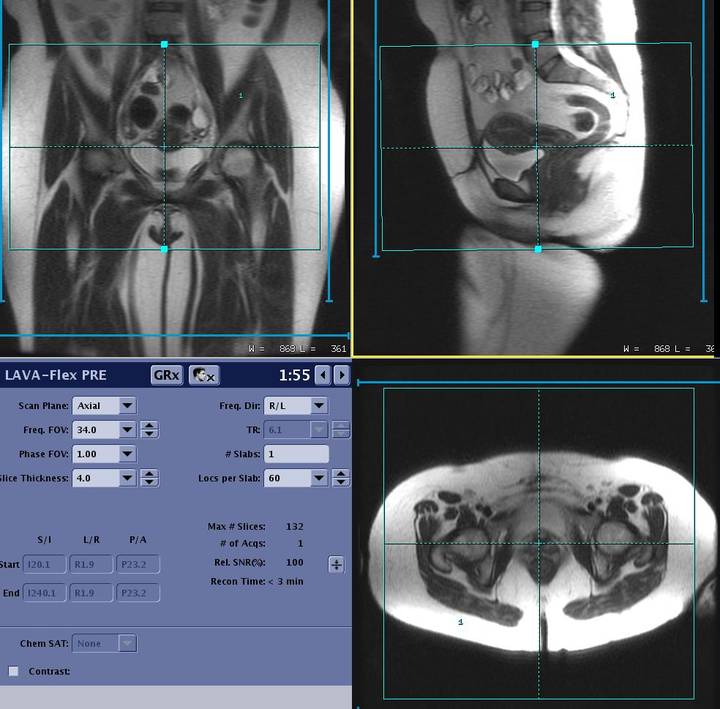 1
1
W = 868 L = 361
W = 868 L = 36
LAVA-Flex PRE GRx x 1:55
Scan Plane: Axial Freq. Dir: R/L
Freq. FOV: 34.0 TR: 6.1
Phase FOV: 1.00 # Slabs: 1
Slice Thickness: 4.0 Locs per Slab: 60
Max # Slices: 132
S/I L/R P/A # of Acqs: 1
Start I20.1 R1.9 P23.2 Rel. SNR(%): 100
End I240.1 R1.9 P23.2 Recon Time: < 3 min
Chem SAT: None
Contrast:
1